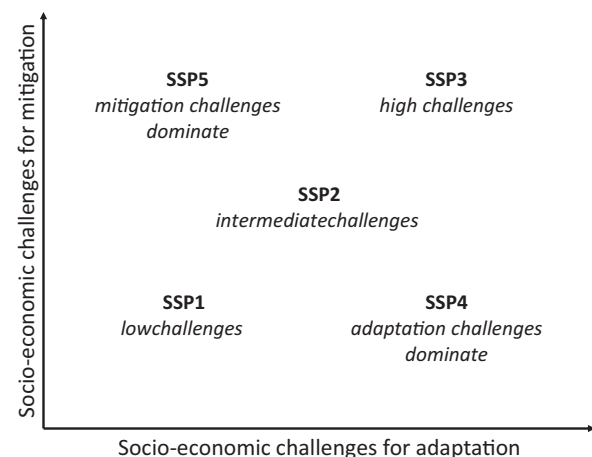 Socio-economic challenges for mitigation
SSP5
mitigation challenges
dominate
SSP3
high challenges
SSP2
intermediatechallenges
SSP1
lowchallenges
SSP4
adaptation challenges
dominate
Socio-economic challenges for adaptation